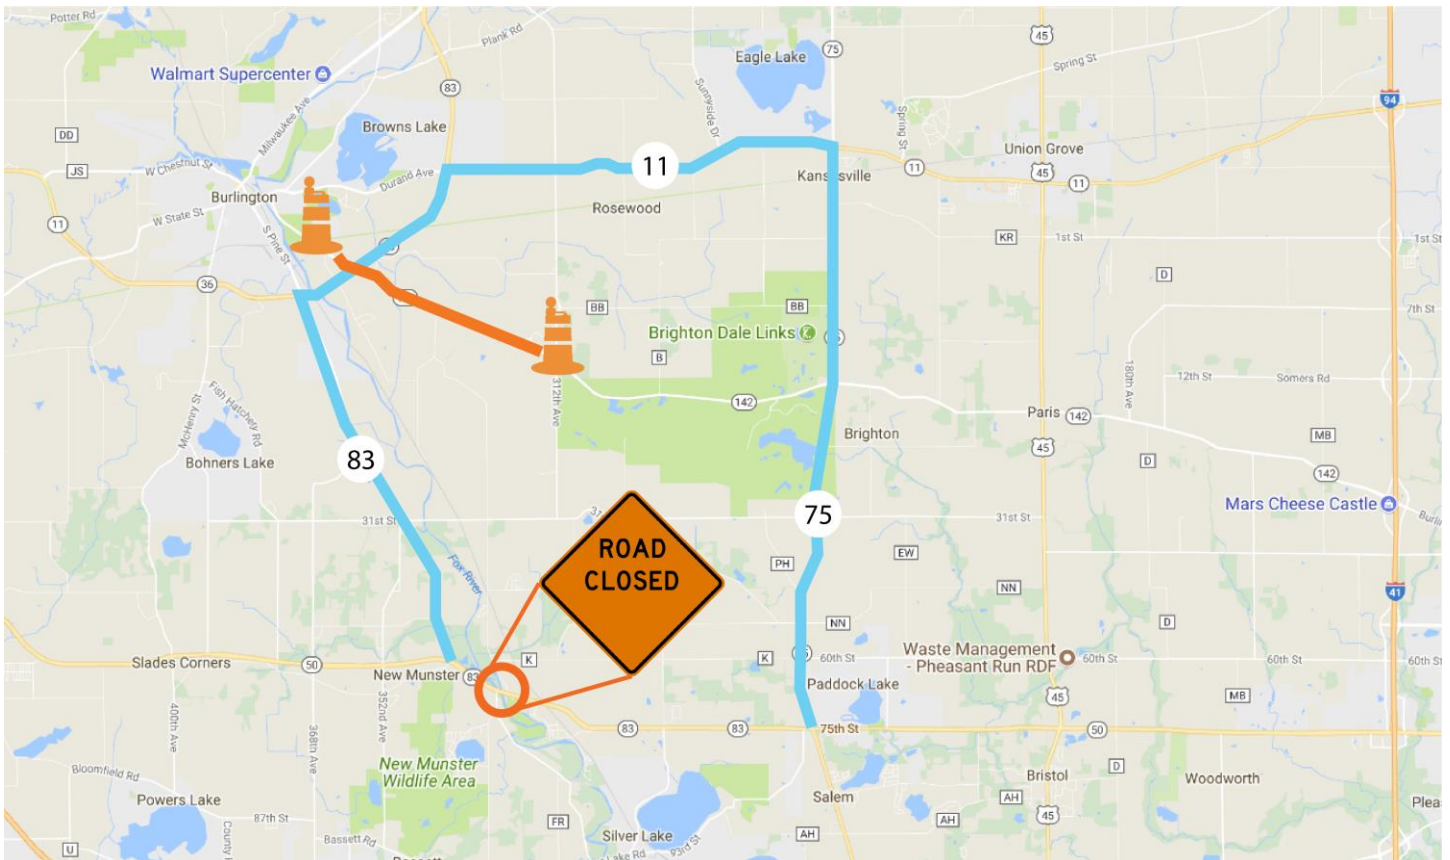 Potter Rd
Plank Rd
Eagle Lake
75
45
Spring St
Walmart Supercenter
83
Sunnyside Dr
94
Milwaukee Ave
Browns Lake
DD
Spring St
Union Grove
JS
W Chestnut St
Durand Ave
11
Kansasville
11
45
11
Burlington
Rosewood
W State St
11
S Pine St
KR
1st St
1st St
D
36
BB
BB
7th St
Brighton Dale Links
B
312th Ave
180th Ave
12th St
Somers Rd
142
Paris
142
McHenry St
Fish Hatchery Rd
Brighton
45
MB
83
Bohners Lake
D
142
Mars Cheese Castle
31st St
75
31st St
ROAD
CLOSED
EW
Fox River
PH
NN
41
NN
D
Waste Management
- Pheasant Run RDF
Slades Corners
50
K
K
60th St
60th St
60th St
60th St
New Munster
83
Paddock Lake
45
MB
400th Ave
352nd Ave
368th Ave
83
83
75th St
50
New Munster
Wildlife Area
Bloomfield Rd
D
Bristol
Woodworth
Powers Lake
Salem
AH
45
87th St
FR
AH
Silver Lake
AH
Bassett Rd
93rd St
U